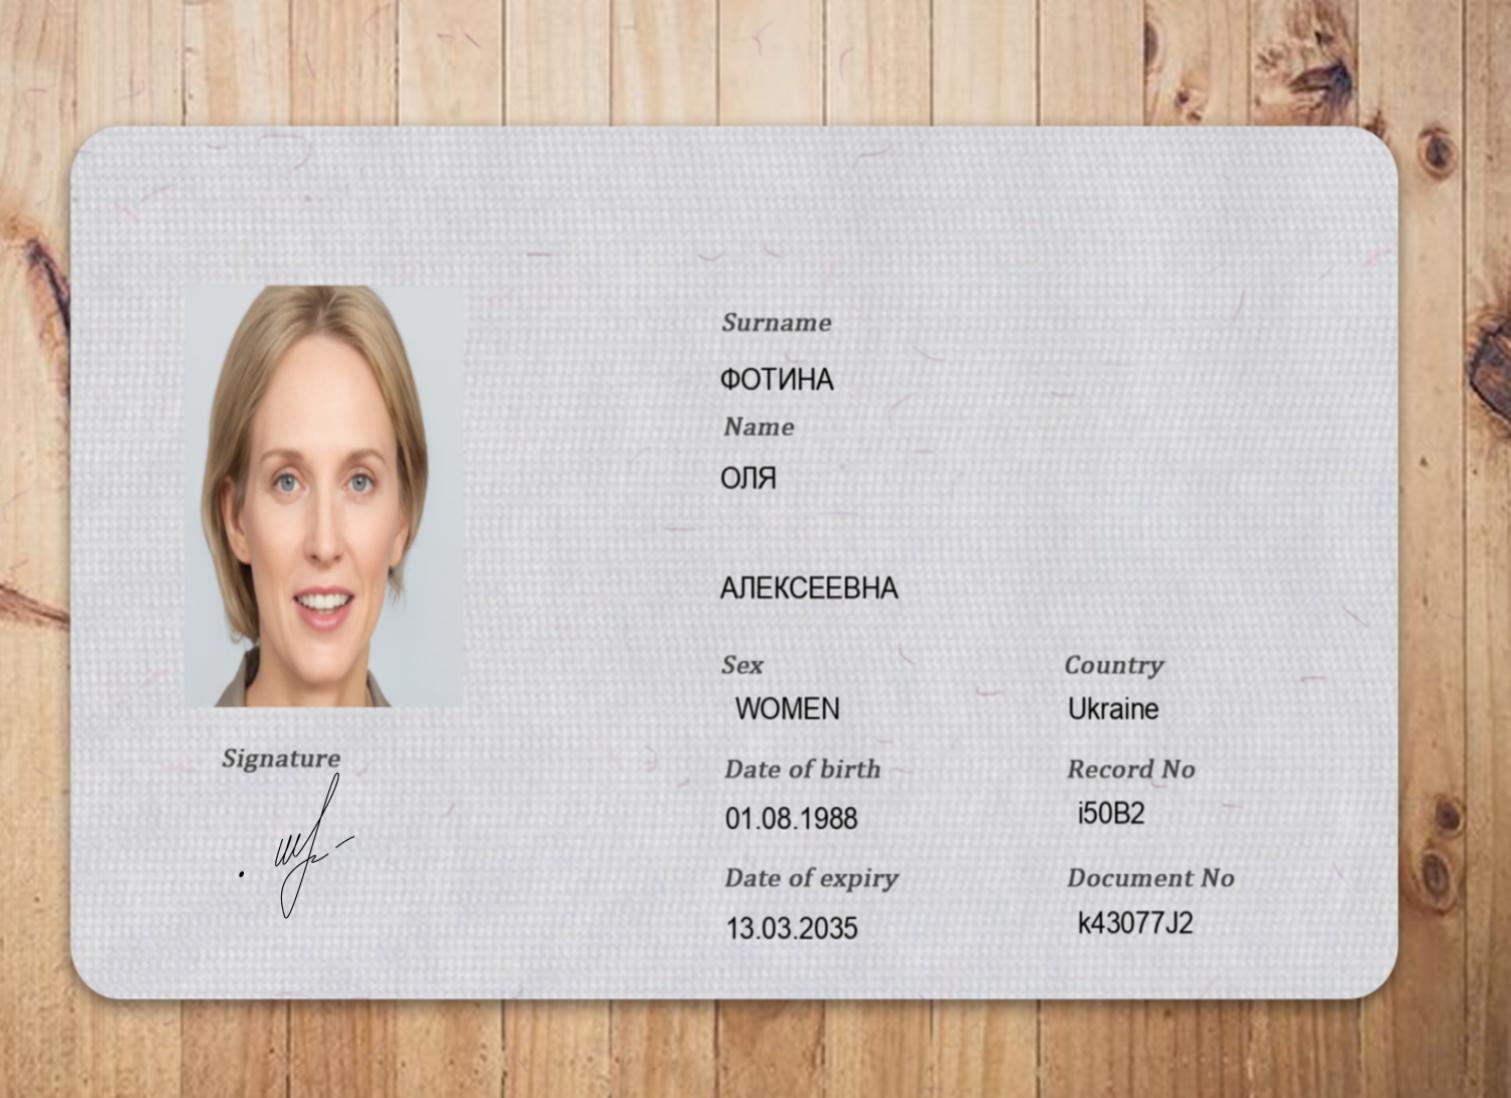 Surname
ФОТИНА
Name
ОЛЯ
АЛЕКСЕЕВНА
Sex
WOMEN
Country
Ukraine
Date of birth
01.08.1988
Record No
i50B2
Date of expiry
13.03.2035
Document No
k43077J2
Signature